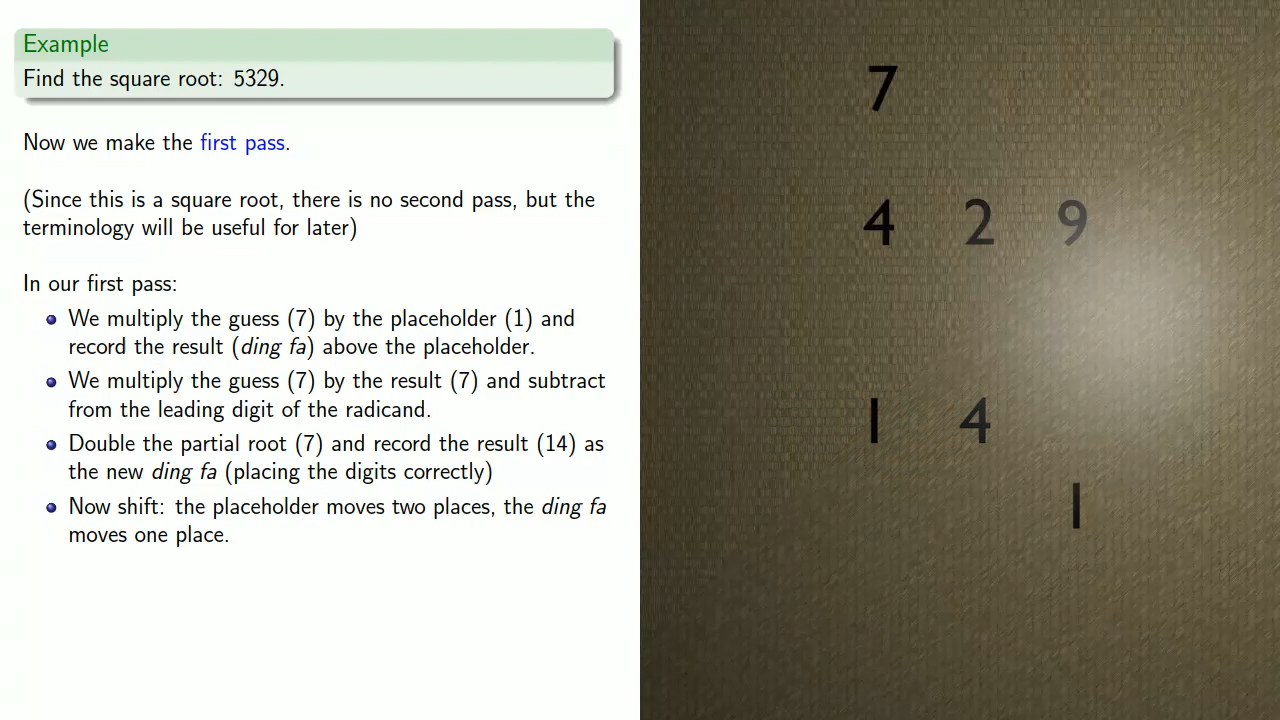 Example
Find the square root: 5329.
Now we make the first pass.
(Since this is a square root, there is no second pass, but the
terminology will be useful for later)
In our first pass:
We multiply the guess (7) by the placeholder (1) and
record the result (ding fa) above the placeholder.
We multiply the guess (7) by the result (7) and subtract
from the leading digit of the radicand.
Double the partial root (7) and record the result (14) as
the new ding fa (placing the digits correctly)
Now shift: the placeholder moves two places, the ding fa
moves one place.
7
4 2 9
1 4
1